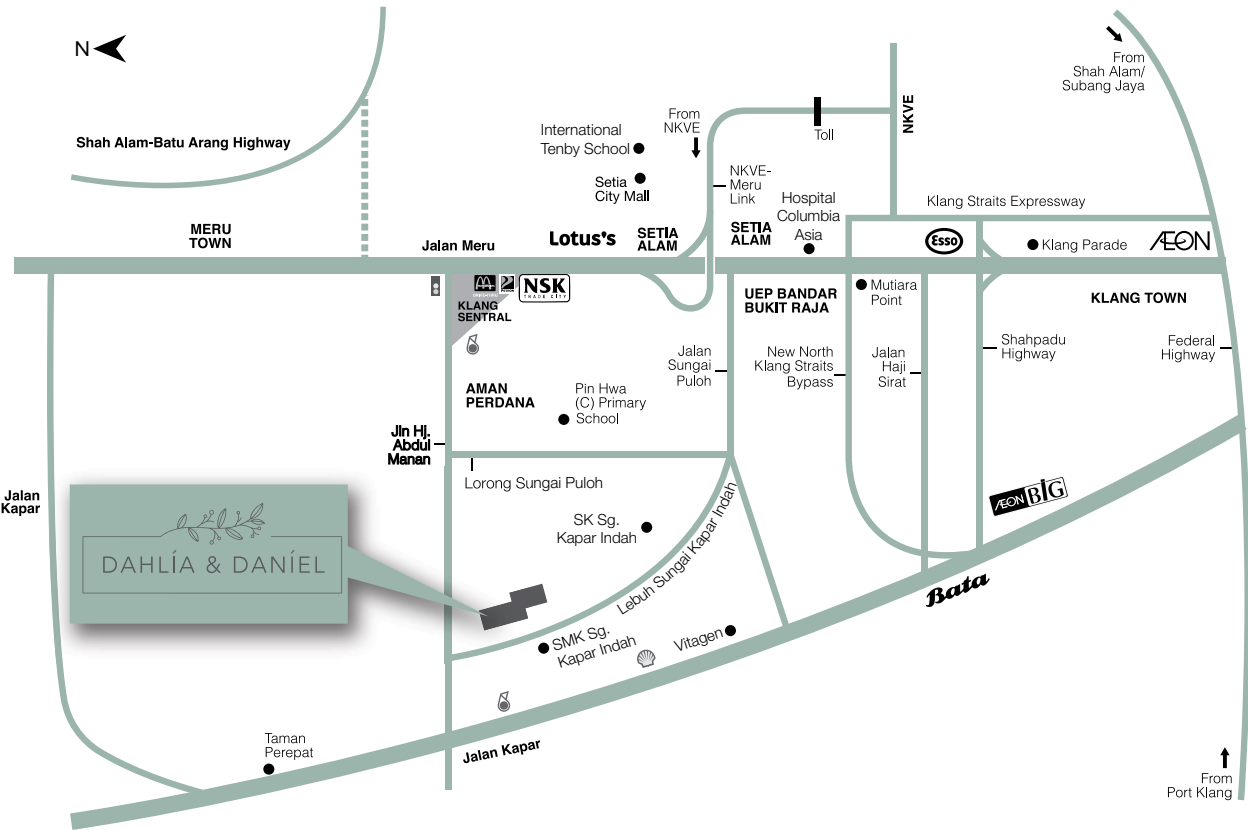 N
Shah Alam-Batu Arang Highway
MERU
TOWN
Jalan Meru
International
Tenby School
Setia
City Mall
Lotus's
SETIA
ALAM
From
NKVE
NKVE-
Meru
Link
SETIA
ALAM
Toll
Hospital
Columbia
Asia
NKVE
From
Shah Alam/
Subang Jaya
Klang Straits Expressway
Esso
Klang Parade
ÆON
KLANG TOWN
NSK
TRADE CITY
KLANG
SENTRAL
UEP BANDAR
BUKIT RAJA
Mutiara
Point
Jalan
Sungai
Puloh
New North
Klang Straits
Bypass
Jalan
Haji
Sirat
Shahpadu
Highway
Federal
Highway
AMAN
PERDANA
Pin Hwa
(C) Primary
School
Jln Hj.
Abdul
Manan
Lorong Sungai Puloh
Jalan
Kapar
DAHLÍA & DANÍEL
SK Sg.
Kapar Indah
Lebuh Sungai Kapar Indah
ÆON BiG
Bata
SMK Sg.
Kapar Indah
Vitagen
Taman
Perepat
Jalan Kapar
From
Port Klang